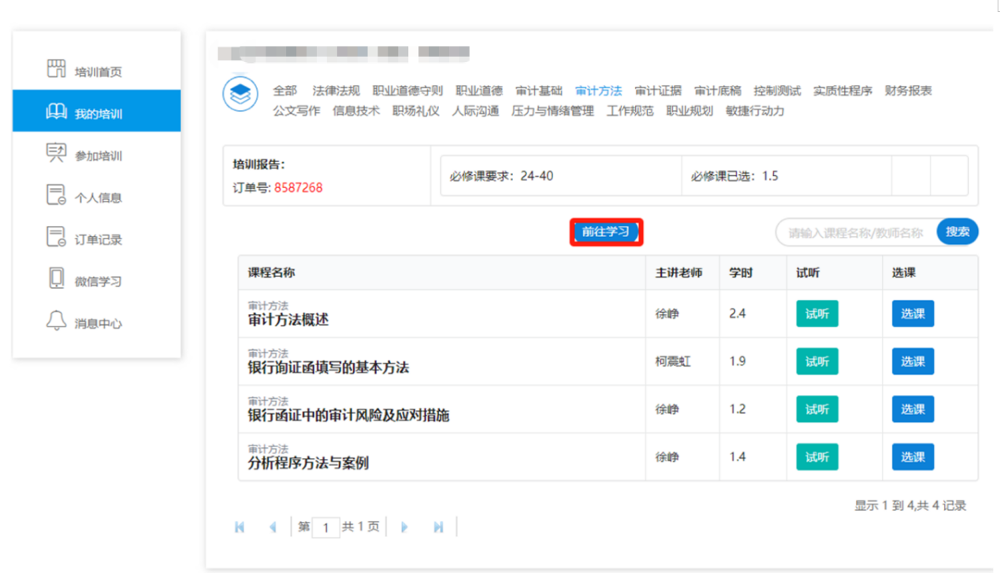 培训首页
我的培训
参加培训
个人信息
订单记录
微信学习
消息中心
全部 法律法规 职业道德守则 职业道德 审计基础 审计方法 审计证据 审计底稿 控制测试 实质性程序 财务报表
公文写作 信息技术 职场礼仪 人际沟通 压力与情绪管理 工作规范 职业规划 敏捷行动力
培训报告:
订单号: 8587268
必修课要求: 24-40
必修课已选: 1.5
前往学习
请输入课程名称/教师名称 搜索
课程名称 主讲老师 学时 试听 选课
审计方法
审计方法概述 徐峥 2.4 试听 选课
审计方法
银行询证函填写的基本方法 柯震虹 1.9 试听 选课
审计方法
银行函证中的审计风险及应对措施 徐峥 1.2 试听 选课
审计方法
分析程序方法与案例 徐峥 1.4 试听 选课
显示 1 到 4,共 4 记录
第 1 共 1 页